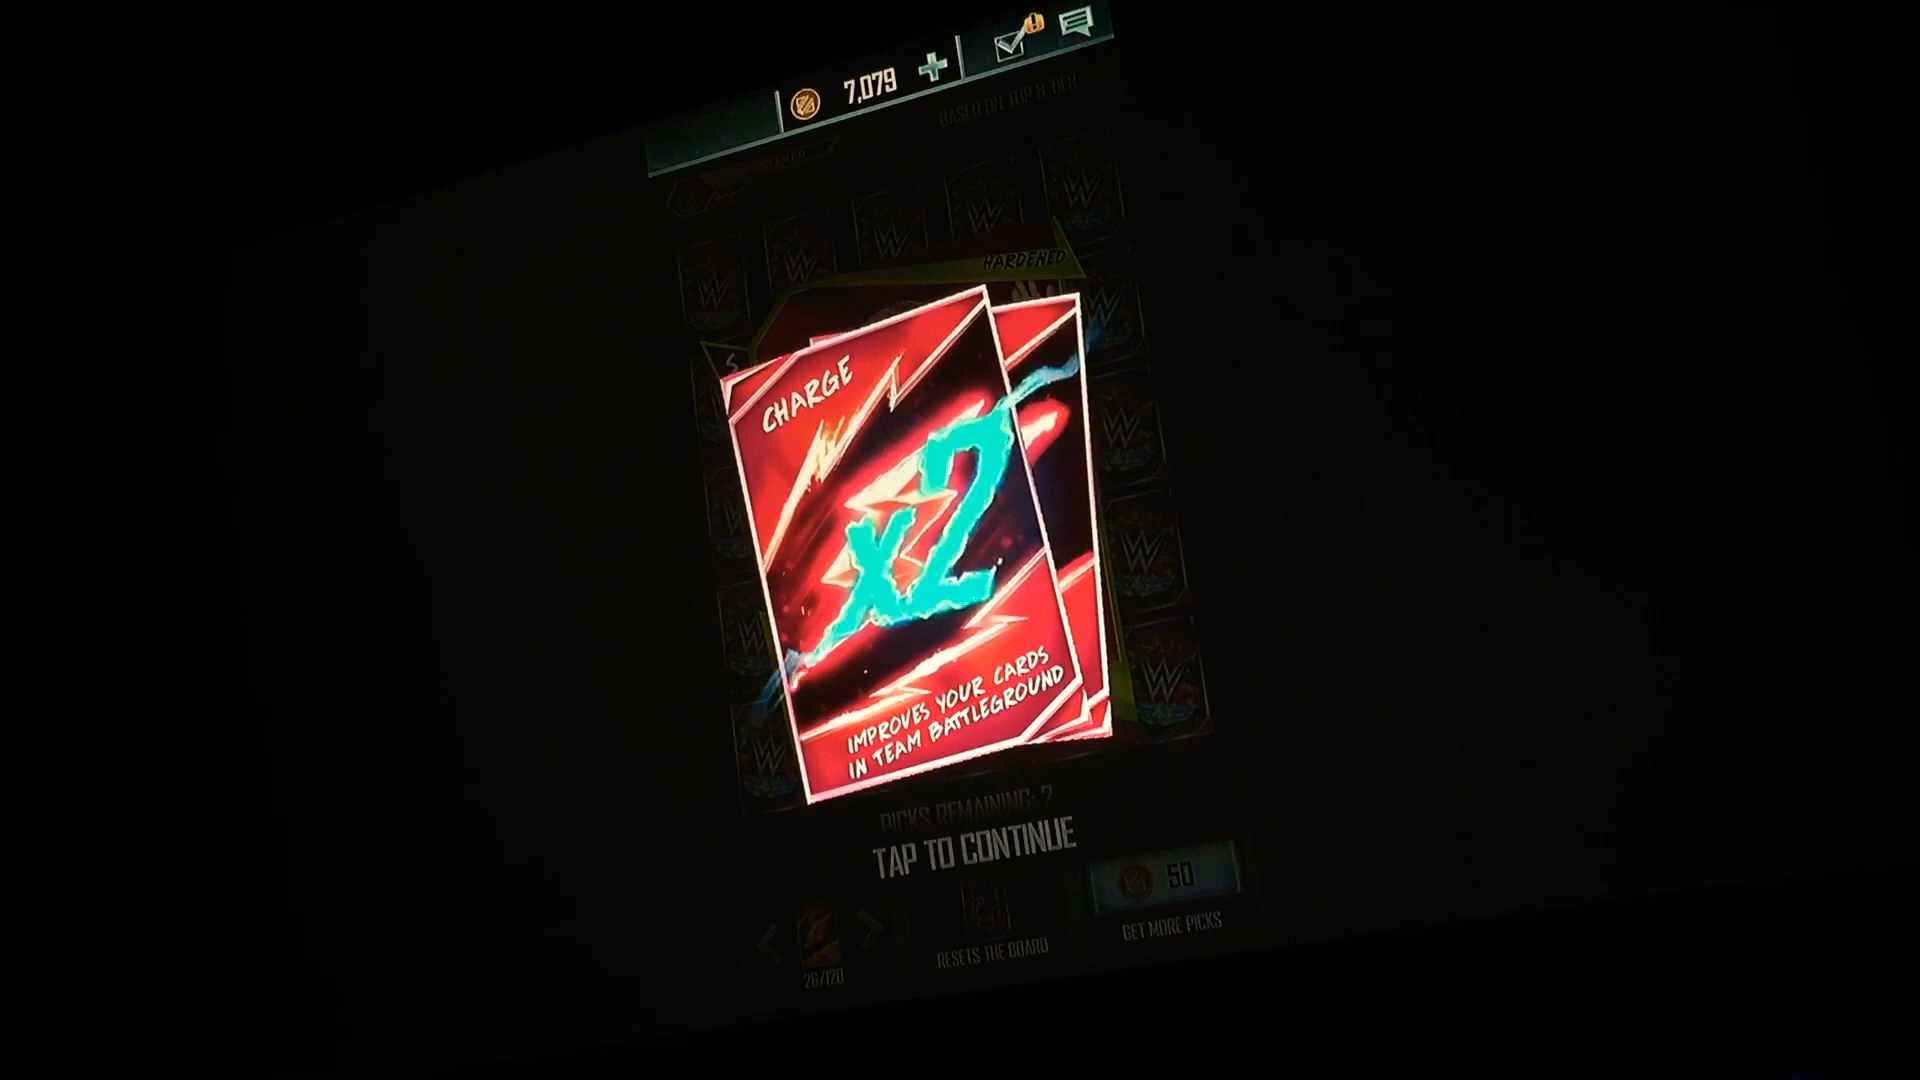 7,079
BASED ON TOP 8 TIER
HARDENED
S
CHARGE
x2
IMPROVES YOUR CARDS
IN TEAM BATTLEGROUND
PICKS REMAINING: 2
TAP TO CONTINUE
50
26/120
RESETS THE BOARD
GET MORE PICKS